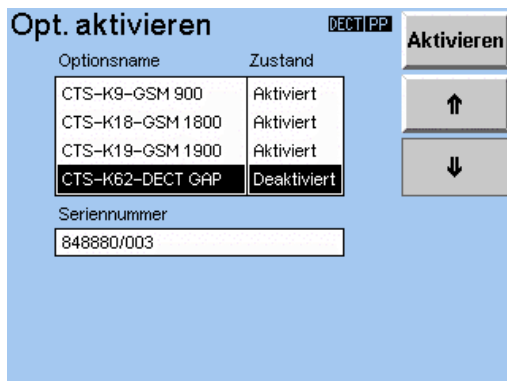 Opt. aktivieren
DECT PP
Aktivieren
Optionsname Zustand
CTS-K9-GSM 900 Aktiviert
CTS-K18-GSM 1800 Aktiviert
CTS-K19-GSM 1900 Aktiviert
CTS-K62-DECT GAP Deaktiviert
Seriennummer
848880/003